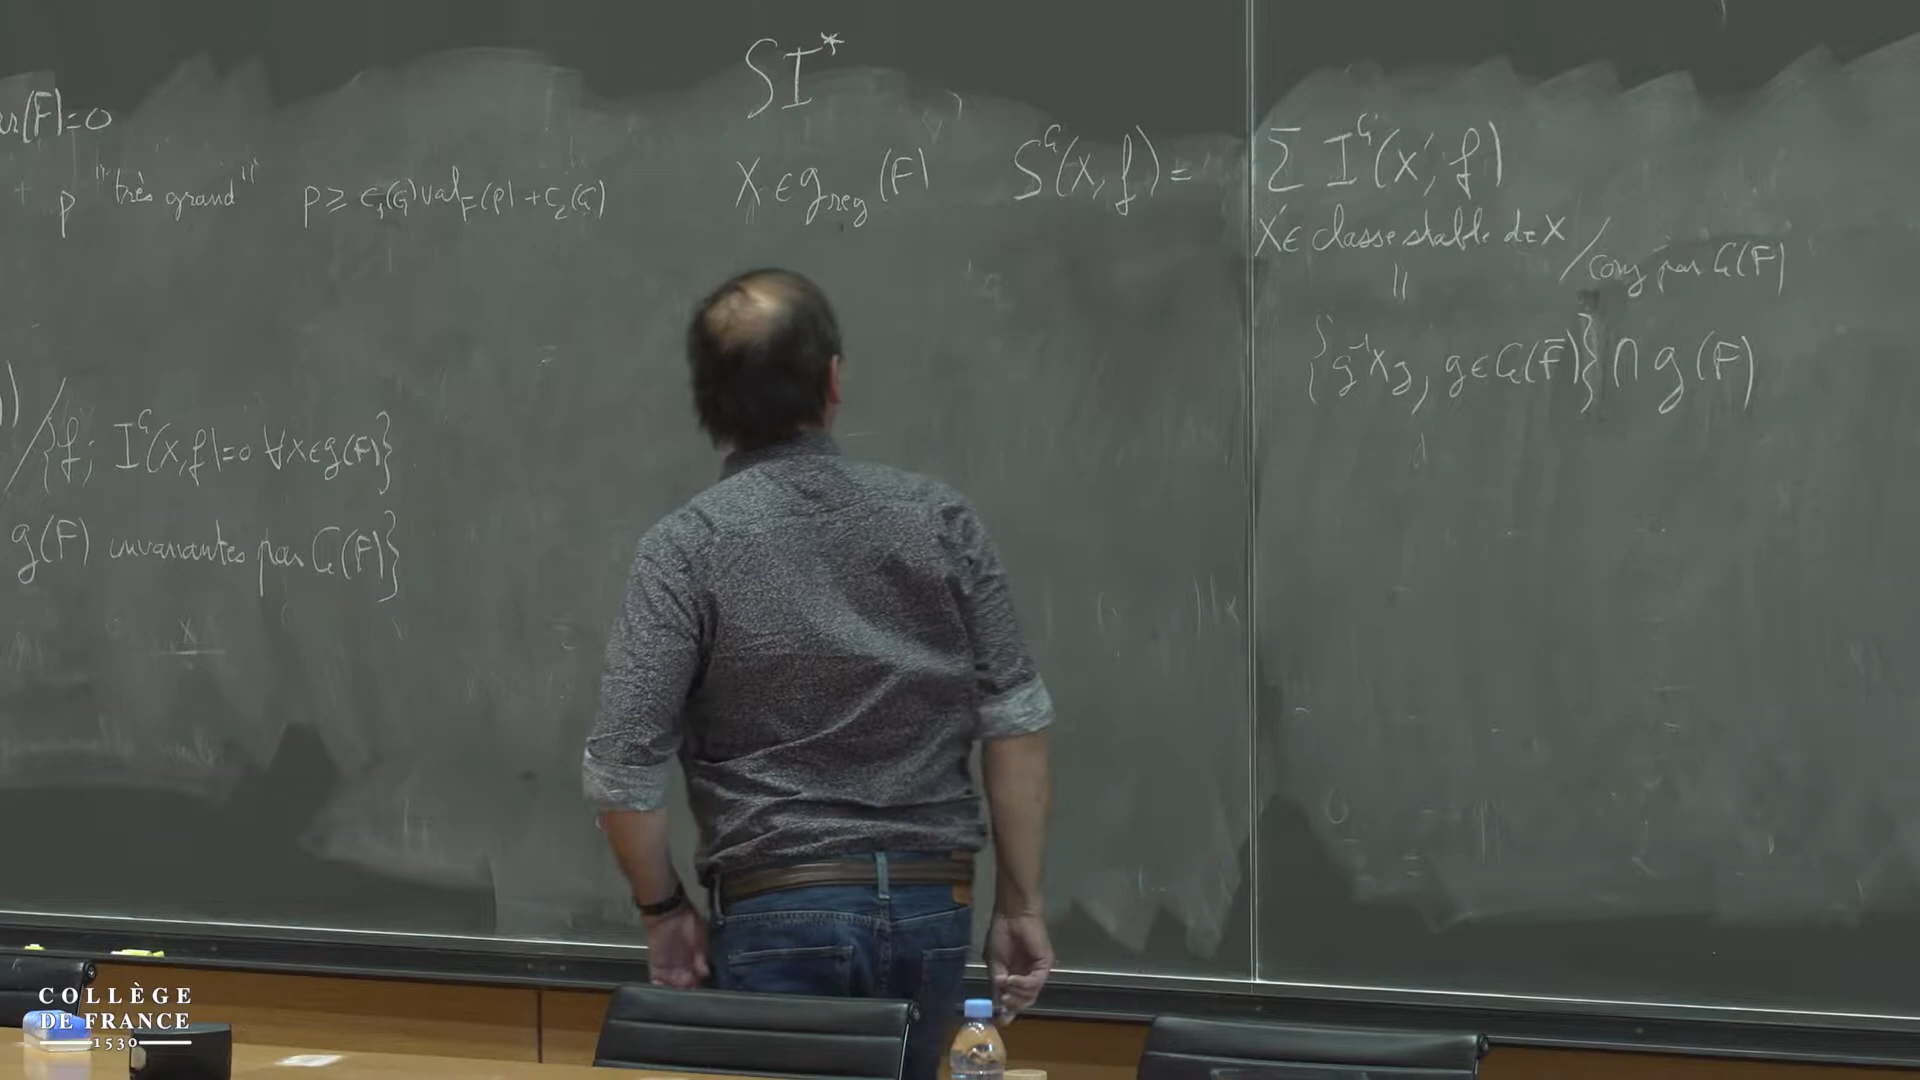 SI*
(F)=0
p "très grand" p ≥ c₁(G) val_F(p) + c₂(G)
X ∈ g_reg(F) S^G(X, f) = Σ I^G(X', f)
X' ∈ classe stable de X / conj par G(F)
||
{g⁻¹Xg, g ∈ G(F̄)} ∩ g(F)
) / {f; I^G(X, f)=0 ∀X ∈ g(F)}
g(F) invariantes par G(F)}
COLLÈGE
DE FRANCE
1530